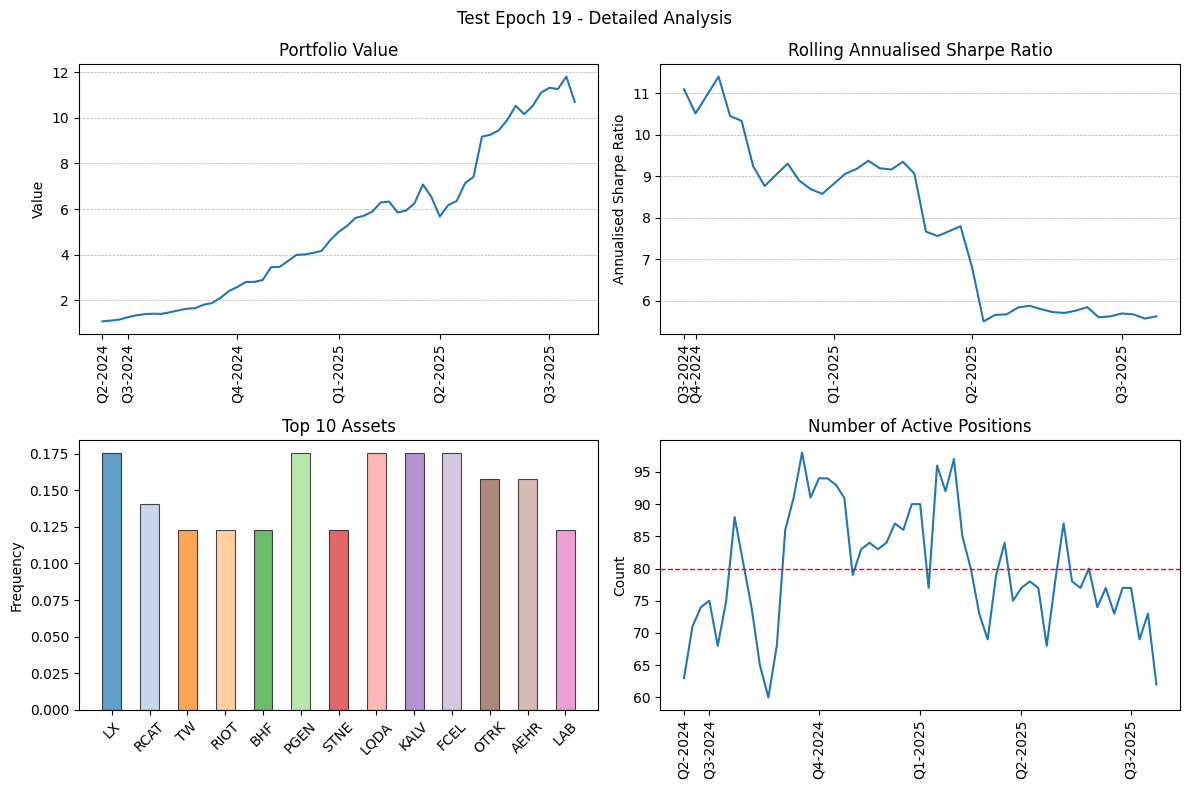 Test Epoch 19 - Detailed Analysis
Portfolio Value
Value
12
10
8
6
4
2
Q2-2024
Q3-2024
Q4-2024
Q1-2025
Q2-2025
Q3-2025
Rolling Annualised Sharpe Ratio
Annualised Sharpe Ratio
11
10
9
8
7
6
Q3-2024
Q4-2024
Q1-2025
Q2-2025
Q3-2025
Top 10 Assets
Frequency
0.175
0.150
0.125
0.100
0.075
0.050
0.025
0.000
LX
RCAT
TW
RIOT
BHF
PGEN
STNE
LQDA
KALV
FCEL
OTRK
AEHR
LAB
Number of Active Positions
Count
95
90
85
80
75
70
65
60
Q2-2024
Q3-2024
Q4-2024
Q1-2025
Q2-2025
Q3-2025